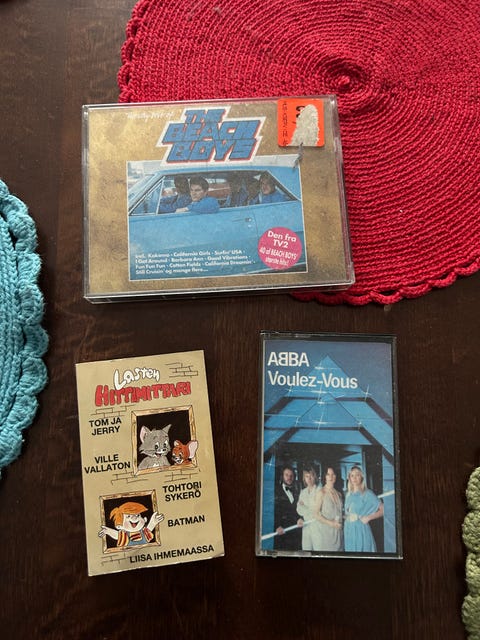 THE
BEACH
BOYS
Den fra
TV2
40 af BEACH BOYS
største hits!
incl. Kokomo · California Girls · Surfin' USA ·
I Get Around · Barbara Ann · Good Vibrations ·
Fun Fun Fun · Cotton Fields · California Dreamin' ·
Still Cruisin' og mange flere...
Lasten
HITTIMITTARI
TOM JA
JERRY
VILLE
VALLATON
TOHTORI
SYKERÖ
BATMAN
LIISA IHMEMAASSA
ABBA
Voulez-Vous